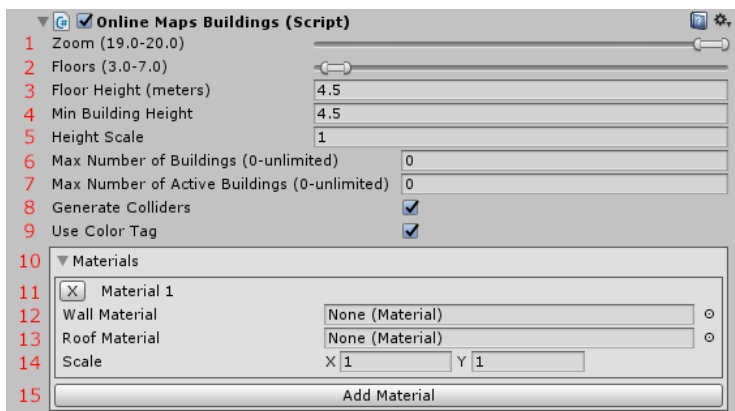 Online Maps Buildings (Script)
1 Zoom (19.0-20.0)
2 Floors (3.0-7.0)
3 Floor Height (meters) 4.5
4 Min Building Height 4.5
5 Height Scale 1
6 Max Number of Buildings (0-unlimited) 0
7 Max Number of Active Buildings (0-unlimited) 0
8 Generate Colliders
9 Use Color Tag
10 Materials
11 X Material 1
12 Wall Material None (Material)
13 Roof Material None (Material)
14 Scale X 1 Y 1
15 Add Material